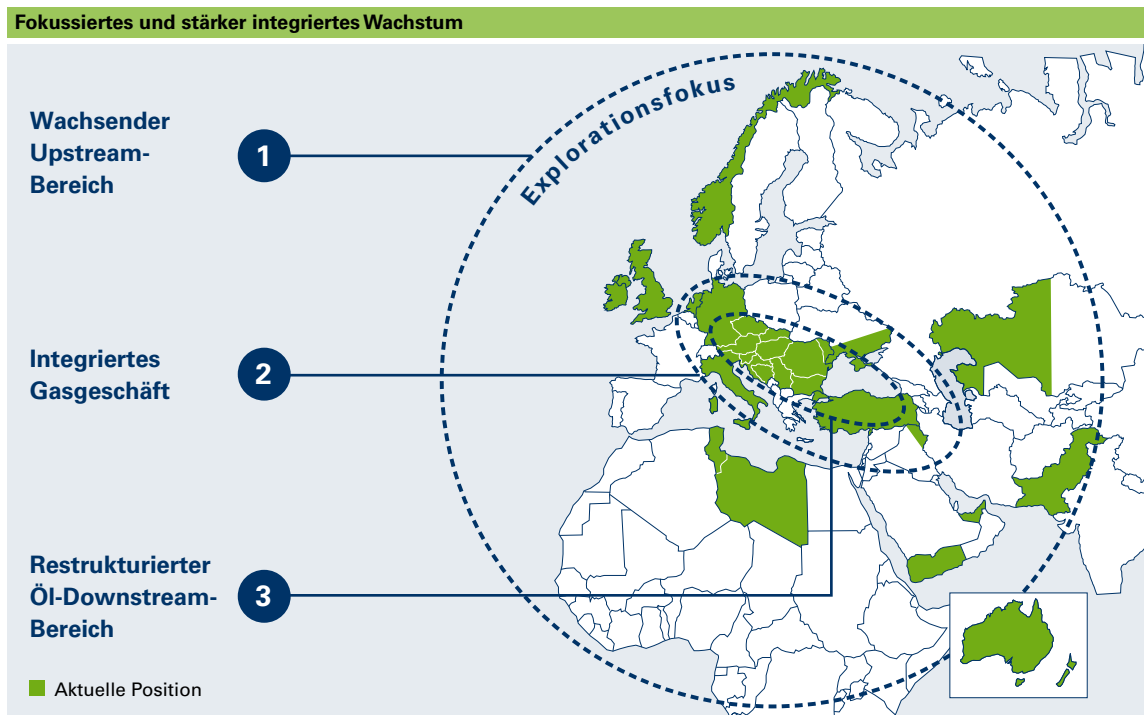 Fokussiertes und stärker integriertes Wachstum
Wachsender
Upstream-
Bereich
1
Explorationsfokus
Integriertes
Gasgeschäft
2
Restrukturierter
Öl-Downstream-
Bereich
3
Aktuelle Position